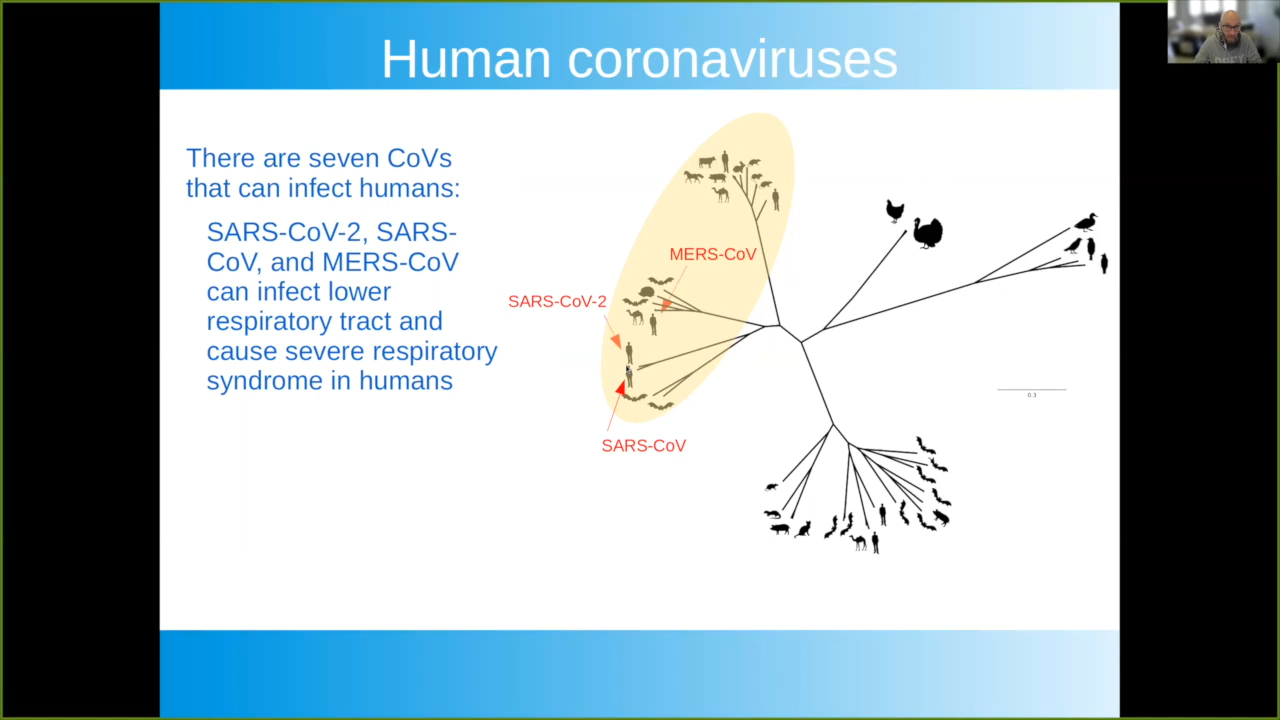 Human coronaviruses
There are seven CoVs
that can infect humans:
SARS-CoV-2, SARS-
CoV, and MERS-CoV
can infect lower
respiratory tract and
cause severe respiratory
syndrome in humans
MERS-CoV
SARS-CoV-2
SARS-CoV
0.3